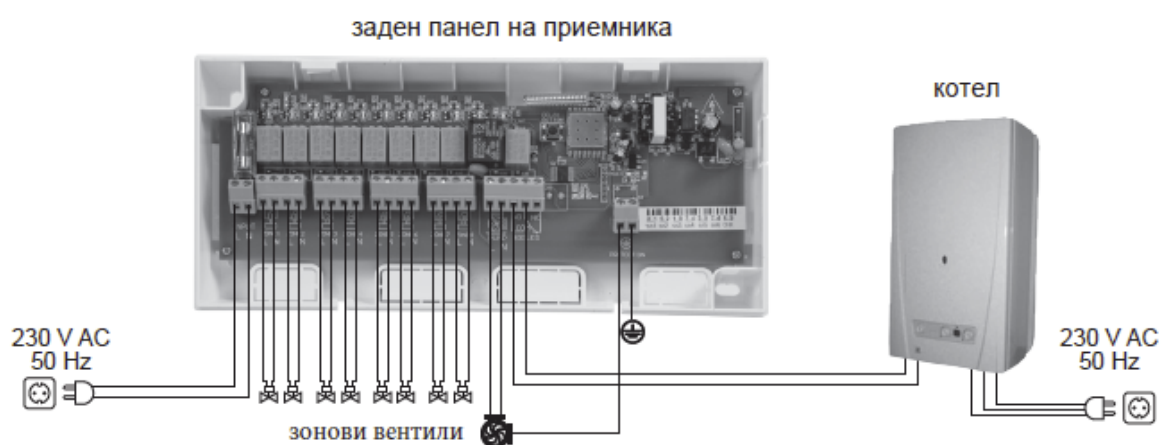 заден панел на приемника
котел
230 V AC
50 Hz
230 V AC
50 Hz
зонови вентили